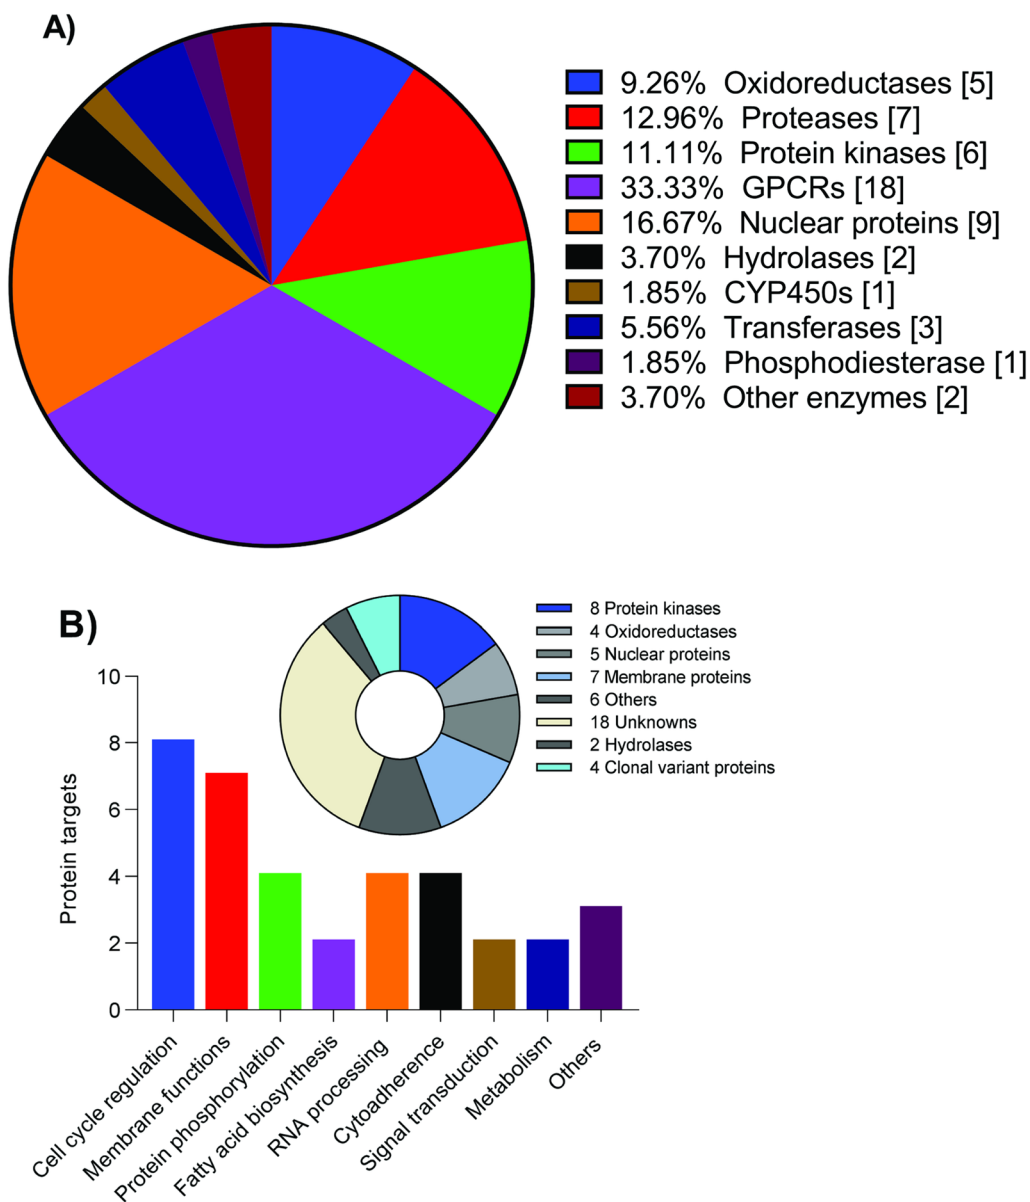 A)
9.26% Oxidoreductases [5]
12.96% Proteases [7]
11.11% Protein kinases [6]
33.33% GPCRs [18]
16.67% Nuclear proteins [9]
3.70% Hydrolases [2]
1.85% CYP450s [1]
5.56% Transferases [3]
1.85% Phosphodiesterase [1]
3.70% Other enzymes [2]
B)
8 Protein kinases
4 Oxidoreductases
5 Nuclear proteins
7 Membrane proteins
6 Others
18 Unknowns
2 Hydrolases
4 Clonal variant proteins
Protein targets
10
8
6
4
2
0
Cell cycle regulation
Membrane functions
Protein phosphorylation
Fatty acid biosynthesis
RNA processing
Cytoadherence
Signal transduction
Metabolism
Others